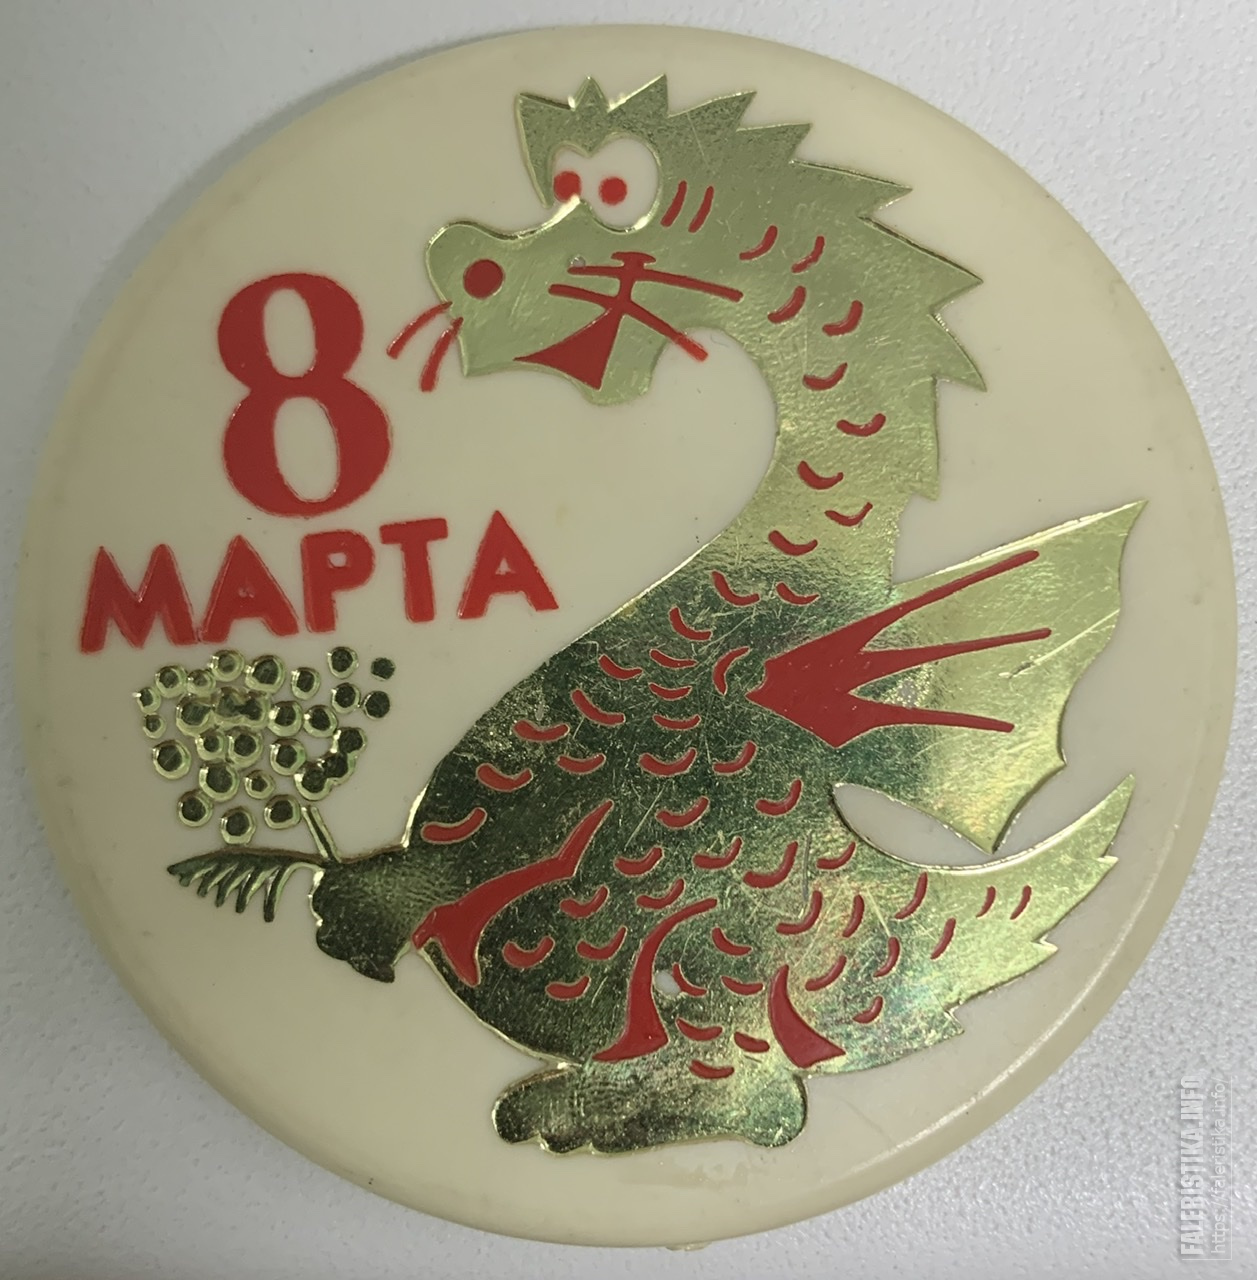 8
МАРТА
FALERISTIKA.INFO
https://faleristika.info/